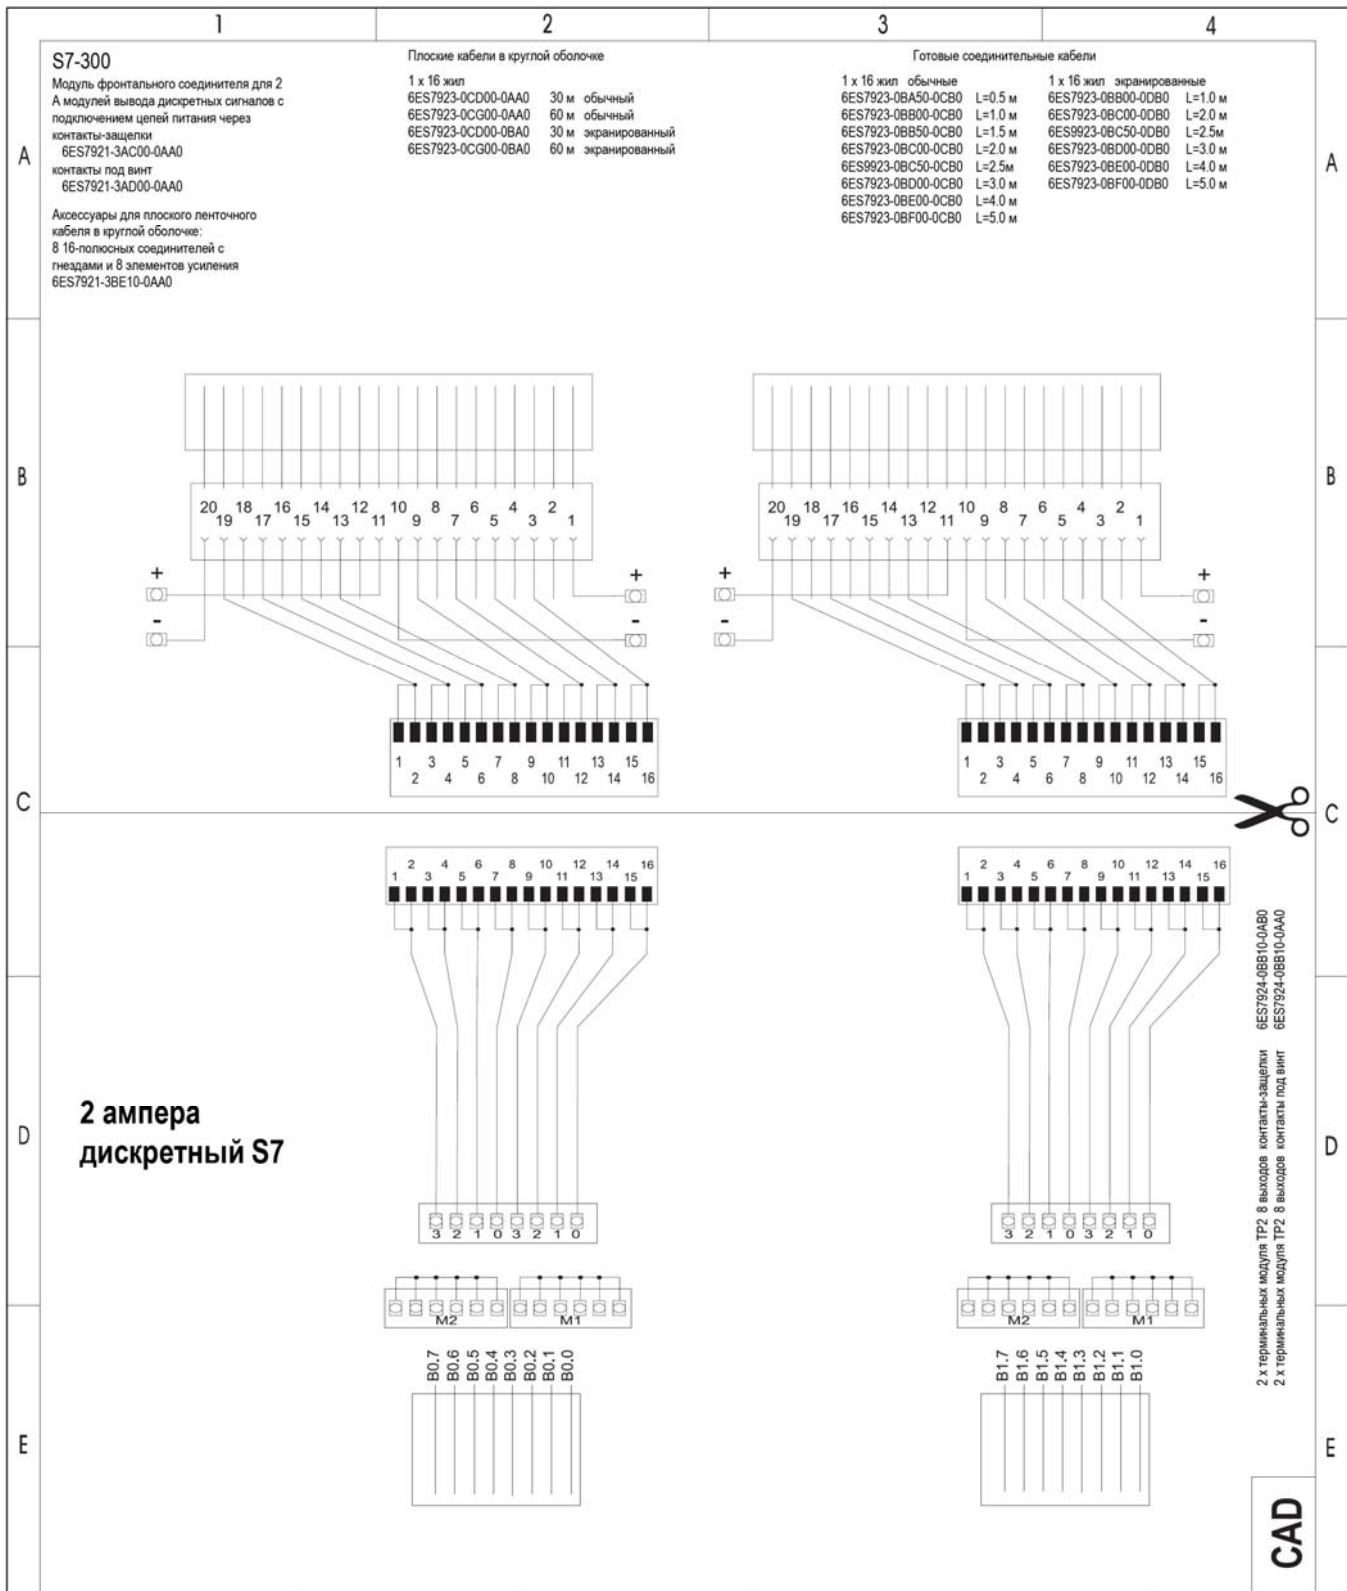 1 2 3 4
S7-300
Модуль фронтального соединителя для 2
А модулей вывода дискретных сигналов с
подключением цепей питания через
контакты-защелки
6ES7921-3AC00-0AA0
контакты под винт
6ES7921-3AD00-0AA0
Аксессуары для плоского ленточного
кабеля в круглой оболочке:
8 16-полюсных соединителей с
гнездами и 8 элементов усиления
6ES7921-3BE10-0AA0
Плоские кабели в круглой оболочке
1 x 16 жил
6ES7923-0CD00-0AA0 30 м обычный
6ES7923-0CG00-0AA0 60 м обычный
6ES7923-0CD00-0BA0 30 м экранированный
6ES7923-0CG00-0BA0 60 м экранированный
Готовые соединительные кабели
1 x 16 жил обычные
6ES7923-0BA50-0CB0 L=0.5 м
6ES7923-0BB00-0CB0 L=1.0 м
6ES7923-0BB50-0CB0 L=1.5 м
6ES7923-0BC00-0CB0 L=2.0 м
6ES9923-0BC50-0CB0 L=2.5м
6ES7923-0BD00-0CB0 L=3.0 м
6ES7923-0BE00-0CB0 L=4.0 м
6ES7923-0BF00-0CB0 L=5.0 м
1 x 16 жил экранированные
6ES7923-0BB00-0DB0 L=1.0 м
6ES7923-0BC00-0DB0 L=2.0 м
6ES9923-0BC50-0DB0 L=2.5м
6ES7923-0BD00-0DB0 L=3.0 м
6ES7923-0BE00-0DB0 L=4.0 м
6ES7923-0BF00-0DB0 L=5.0 м
A A
B B
20 19 18 17 16 15 14 13 12 11 10 9 8 7 6 5 4 3 2 1
20 19 18 17 16 15 14 13 12 11 10 9 8 7 6 5 4 3 2 1
+ + + +
- - - -
1 2 3 4 5 6 7 8 9 10 11 12 13 14 15 16
1 2 3 4 5 6 7 8 9 10 11 12 13 14 15 16
C C
1 2 3 4 5 6 7 8 9 10 11 12 13 14 15 16
1 2 3 4 5 6 7 8 9 10 11 12 13 14 15 16
2 x терминальных модуля TP2 8 выходов контакты-защелки 6ES7924-0BB10-0AB0
2 x терминальных модуля TP2 8 выходов контакты под винт 6ES7924-0BB10-0AA0
D D
2 ампера
дискретный S7
3 2 1 0 3 2 1 0
3 2 1 0 3 2 1 0
M2 M1
M2 M1
B0.7 B0.6 B0.5 B0.4 B0.3 B0.2 B0.1 B0.0
B1.7 B1.6 B1.5 B1.4 B1.3 B1.2 B1.1 B1.0
E E
CAD